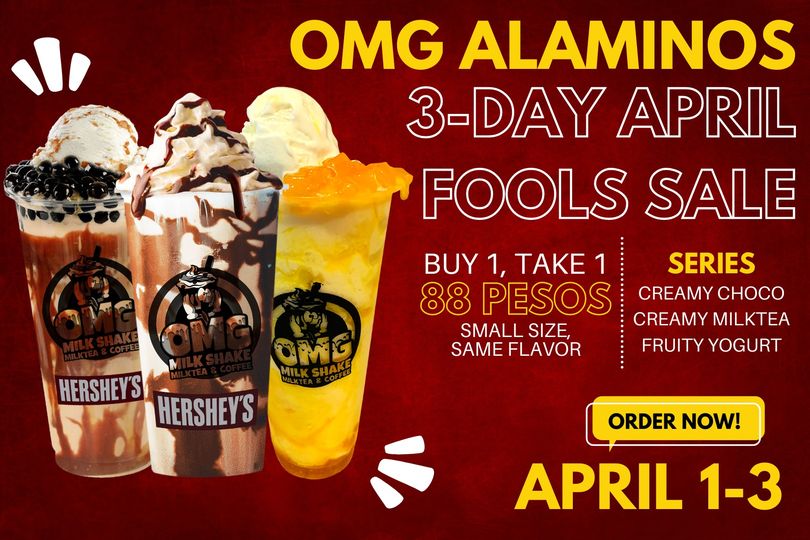 OMG ALAMINOS
3-DAY APRIL
FOOLS SALE
BUY 1, TAKE 1
88 PESOS
SMALL SIZE,
SAME FLAVOR
SERIES
CREAMY CHOCO
CREAMY MILKTEA
FRUITY YOGURT
ORDER NOW!
APRIL 1-3
OMG
MILK SHAKE
MILKTEA & COFFEE
HERSHEY'S
OMG
MILK SHAKE
MILKTEA & COFFEE
HERSHEY'S
OMG
MILK SHAKE
MILKTEA & COFFEE